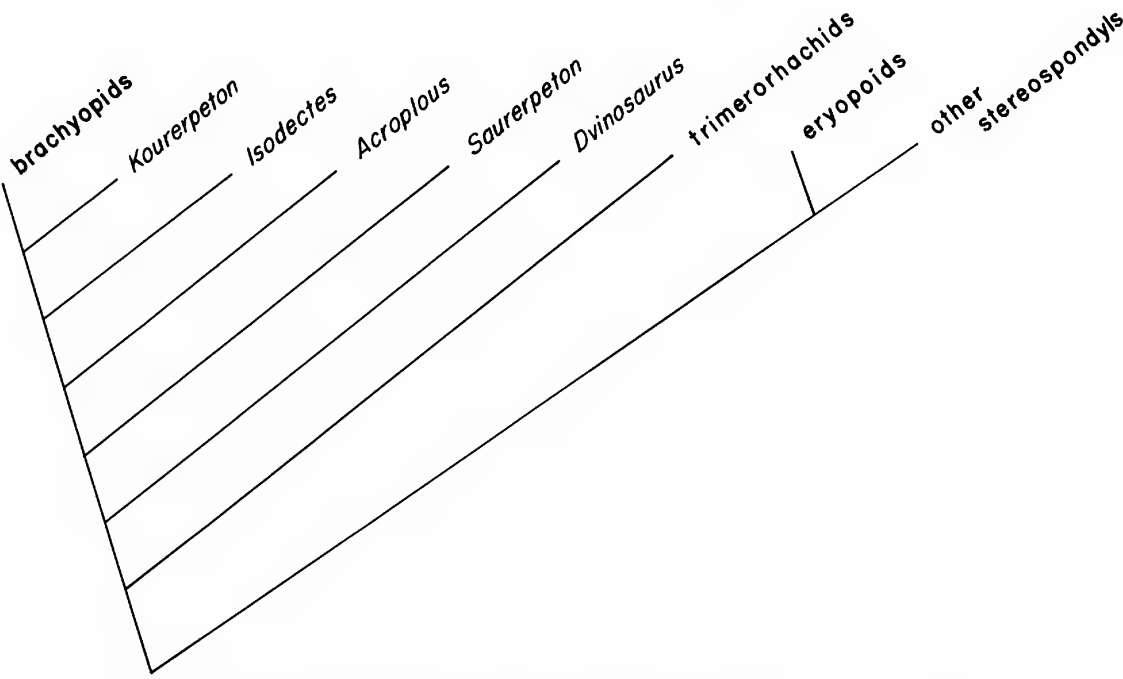 brachyopids
Kourerpeton
Isodectes
Acroplous
Saurerpeton
Dvinosaurus
trimerorhachids
eryopoids
other
stereospondyls